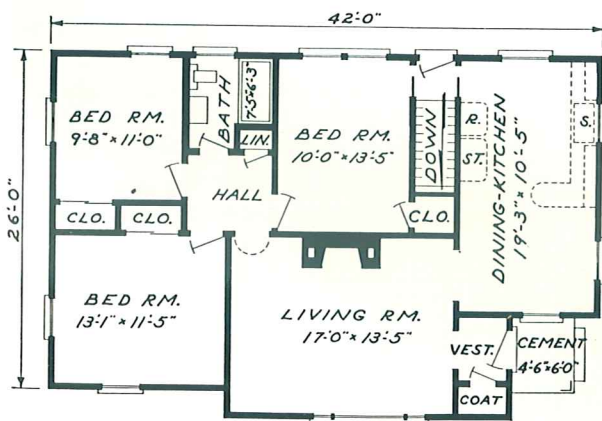 42'-0"
26'-0"
BED RM.
9'-8" × 11'-0"
BATH
7'-5×6'-3
LIN.
BED RM.
10'-0" × 13'-5"
DOWN
R.
ST.
S.
DINING-KITCHEN
19'-3" × 10'-5"
HALL
CLO.
CLO.
CLO.
BED RM.
13'-1" × 11'-5"
LIVING RM.
17'-0" × 13'-5"
VEST.
COAT
CEMENT
4'-6"×6'-0"